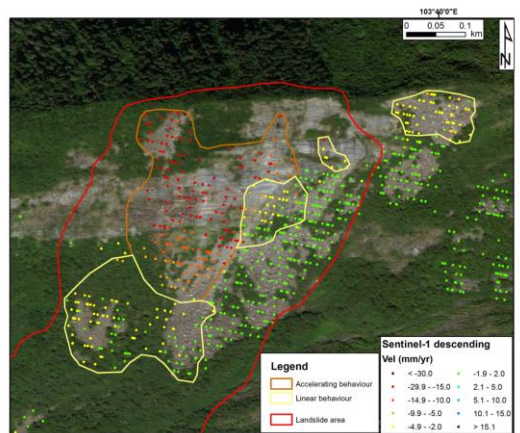 103°40'0"E
0 0.05 0.1
km
N
Legend
Accelerating behaviour
Linear behaviour
Landslide area
Sentinel-1 descending
Vel (mm/yr)
< -30.0
-29.9 - -15.0
-14.9 - -10.0
-9.9 - -5.0
-4.9 - -2.0
-1.9 - 2.0
2.1 - 5.0
5.1 - 10.0
10.1 - 15.0
> 15.1